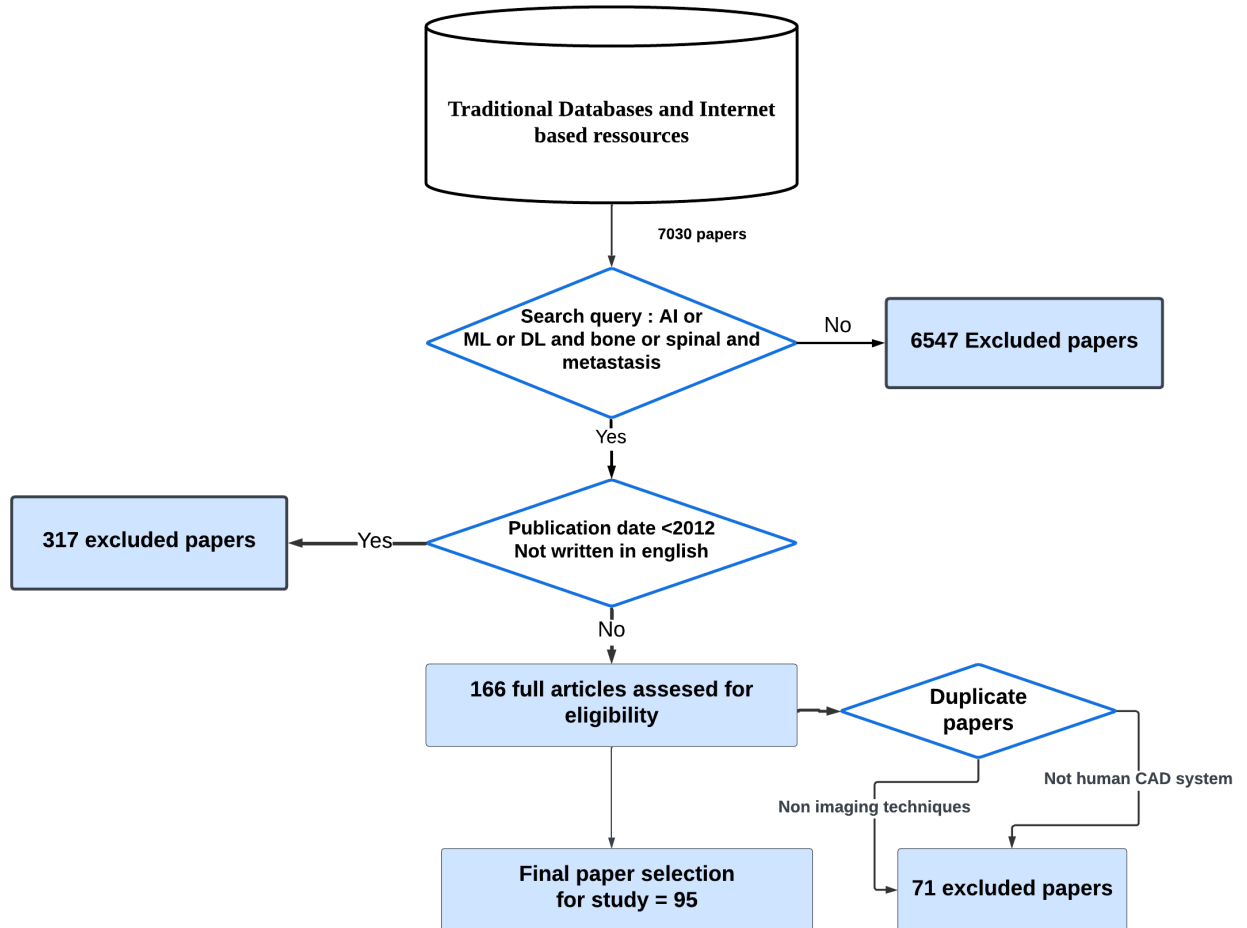 Traditional Databases and Internet
based ressources
7030 papers
Search query : AI or
ML or DL and bone or spinal and
metastasis
No
6547 Excluded papers
Yes
Publication date <2012
Not written in english
Yes
317 excluded papers
No
166 full articles assesed for
eligibility
Duplicate
papers
Not human CAD system
Non imaging techniques
Final paper selection
for study = 95
71 excluded papers